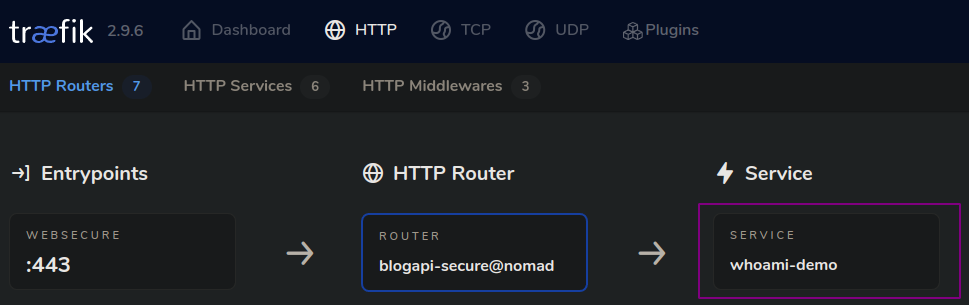 træfik 2.9.6 Dashboard HTTP TCP UDP Plugins
HTTP Routers 7 HTTP Services 6 HTTP Middlewares 3
Entrypoints HTTP Router Service
WEBSECURE ROUTER SERVICE
:443 blogapi-secure@nomad whoami-demo